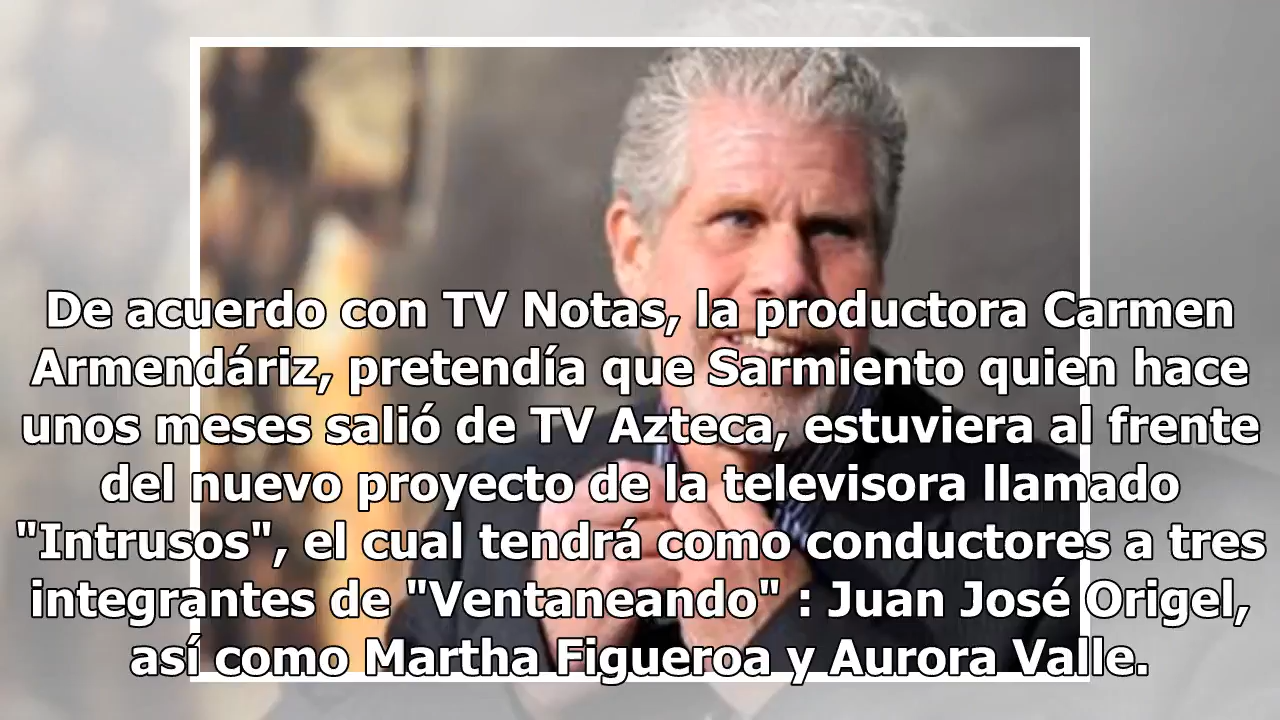 De acuerdo con TV Notas, la productora Carmen
Armendáriz, pretendía que Sarmiento quien hace
unos meses salió de TV Azteca, estuviera al frente
del nuevo proyecto de la televisora llamado
"Intrusos", el cual tendrá como conductores a tres
integrantes de "Ventaneando" : Juan José Origel,
así como Martha Figueroa y Aurora Valle.